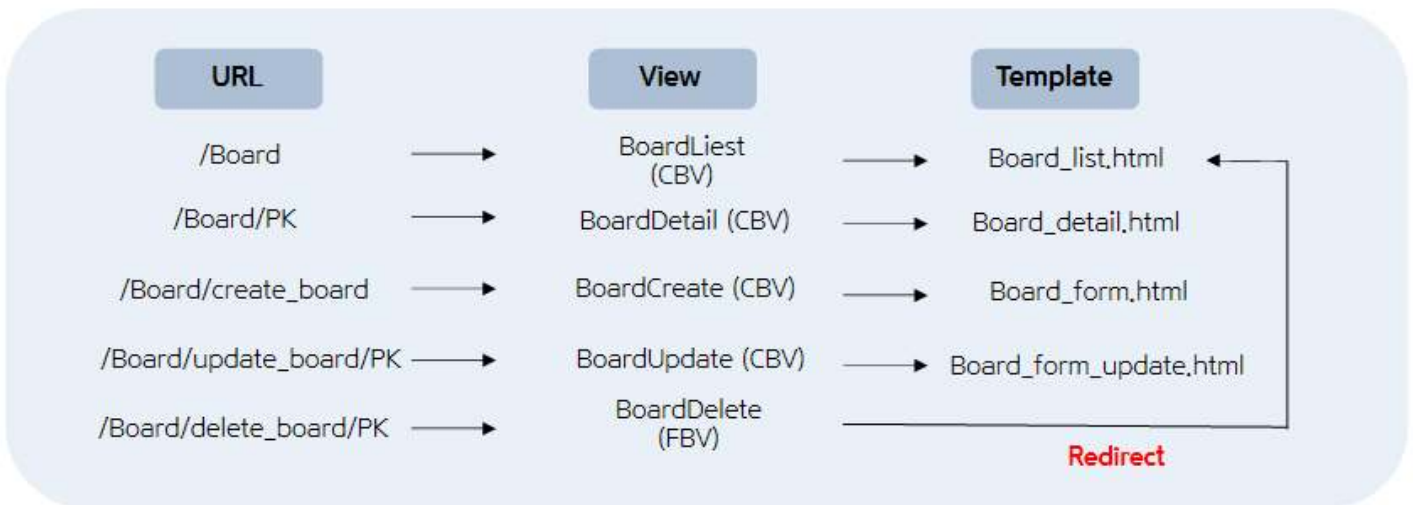 URL
View
Template
/Board
BoardLiest
(CBV)
Board_list.html
/Board/PK
BoardDetail (CBV)
Board_detail.html
/Board/create_board
BoardCreate (CBV)
Board_form.html
/Board/update_board/PK
BoardUpdate (CBV)
Board_form_update.html
/Board/delete_board/PK
BoardDelete
(FBV)
Redirect